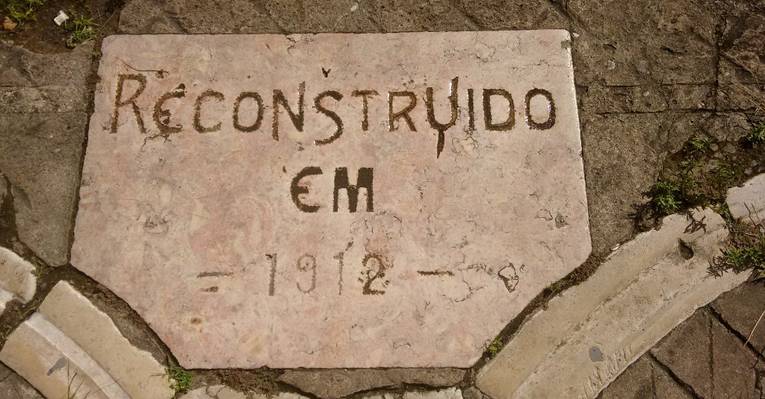 RECONSTRUIDO
EM
= 1912 -